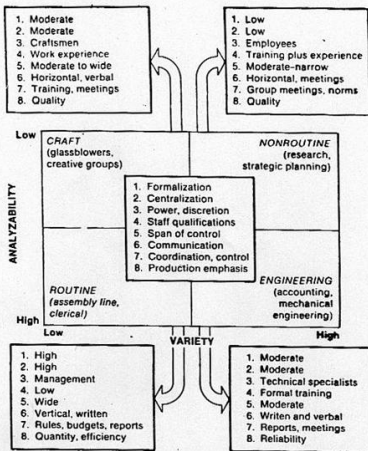 1. Moderate
2. Moderate
3. Craftsmen
4. Work experience
5. Moderate to wide
6. Horizontal, verbal
7. Training, meetings
8. Quality
1. Low
2. Low
3. Employees
4. Training plus experience
5. Moderate-narrow
6. Horizontal, meetings
7. Group meetings, norms
8. Quality
Low
CRAFT
(glassblowers,
creative groups)
NONROUTINE
(research,
strategic planning)
1. Formalization
2. Centralization
3. Power, discretion
4. Staff qualifications
5. Span of control
6. Communication
7. Coordination, control
8. Production emphasis
ANALYZABILITY
ROUTINE
(assembly line,
clerical)
ENGINEERING
(accounting,
mechanical
engineering)
High
Low
VARIETY
High
1. High
2. High
3. Management
4. Low
5. Wide
6. Vertical, written
7. Rules, budgets, reports
8. Quantity, efficiency
1. Moderate
2. Moderate
3. Technical specialists
4. Formal training
5. Moderate
6. Writen and verbal
7. Reports, meetings
8. Reliability